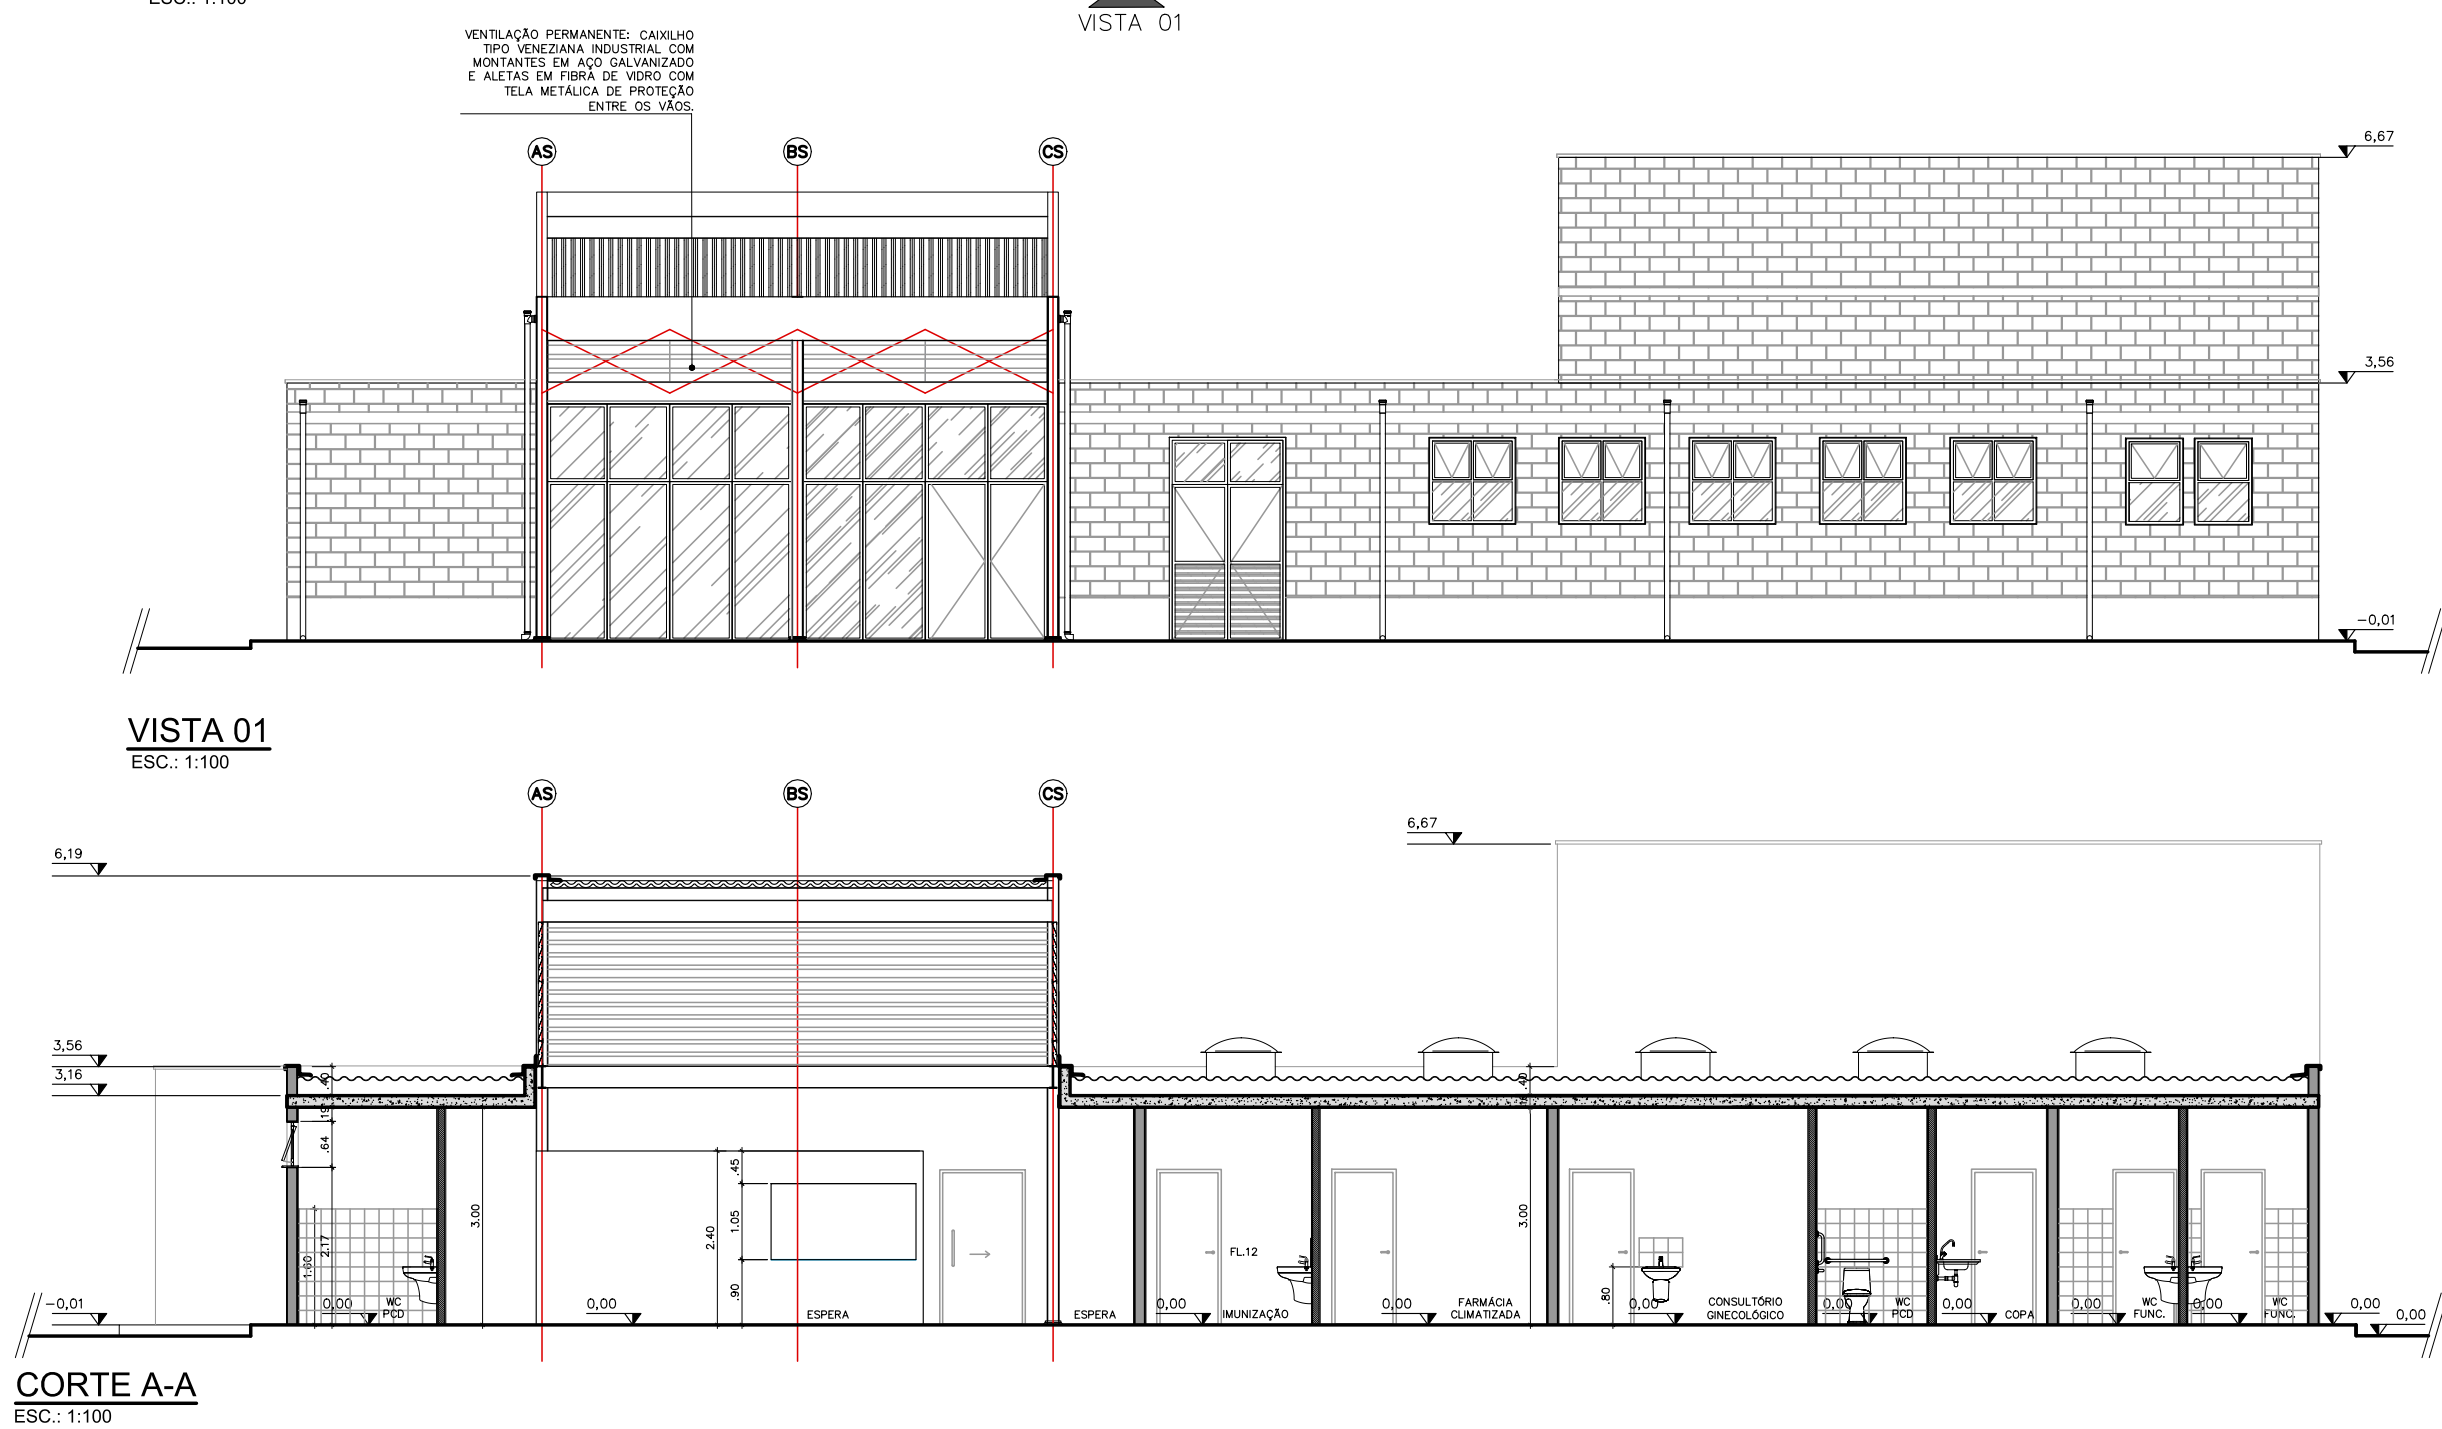 ESC.: 1:100
VISTA 01
VENTILAÇÃO PERMANENTE: CAIXILHO
TIPO VENEZIANA INDUSTRIAL COM
MONTANTES EM AÇO GALVANIZADO
E ALETAS EM FIBRA DE VIDRO COM
TELA METÁLICA DE PROTEÇÃO
ENTRE OS VÃOS.
AS BS CS
6,67
3,56
-0,01
VISTA 01
ESC.: 1:100
AS BS CS
6,67
6,19
3,56
3,16
.40
.19
.64
2.17
1.60
3.00
2.40
.45
1.05
.90
.40
3.00
.80
FL.12
-0,01
0,00 WC
PCD
0,00
ESPERA
ESPERA
0,00
IMUNIZAÇÃO
0,00 FARMÁCIA
CLIMATIZADA
0,00 CONSULTÓRIO
GINECOLÓGICO
0,00 WC
PCD
0,00
COPA
0,00 WC
FUNC.
0,00 WC
FUNC.
0,00
0,00
CORTE A-A
ESC.: 1:100